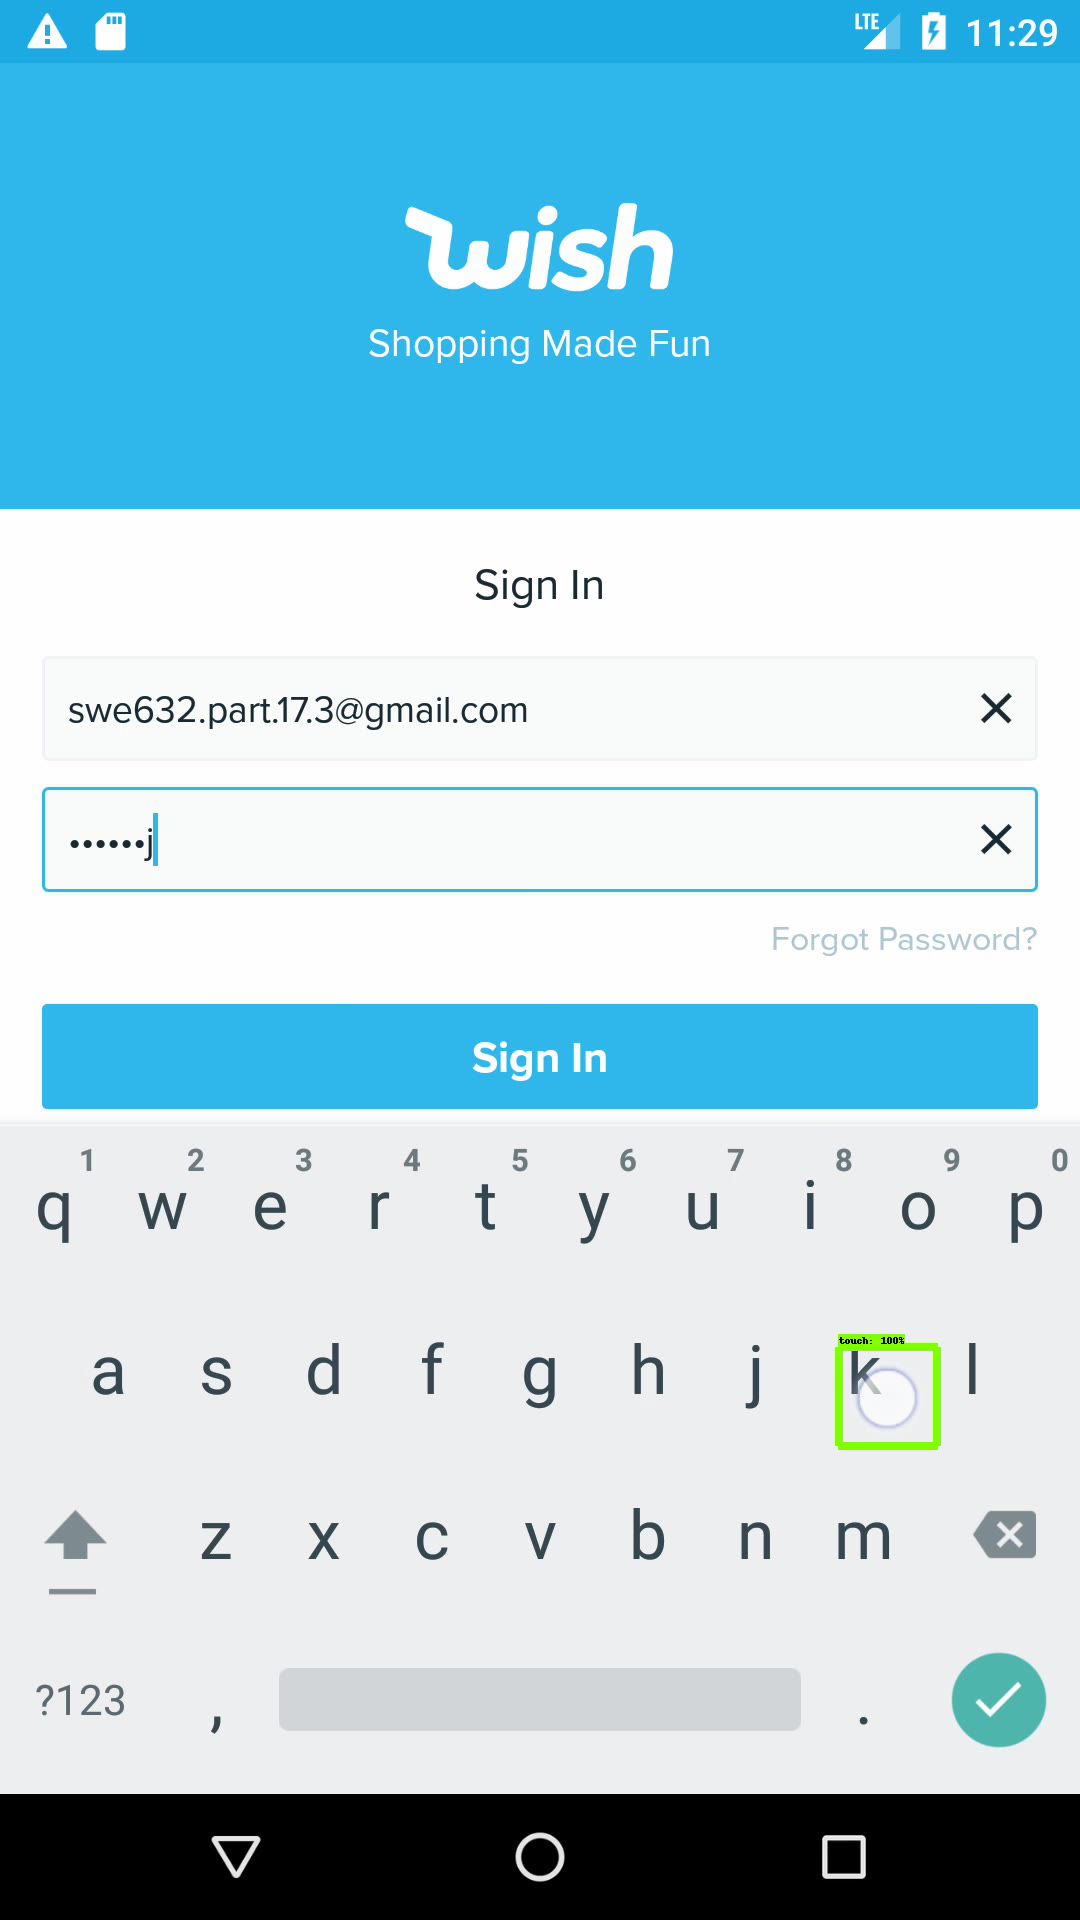 LTE 11:29
wish
Shopping Made Fun
Sign In
swe632.part.17.3@gmail.com
••••••j
Forgot Password?
Sign In
1 2 3 4 5 6 7 8 9 0
q w e r t y u i o p
touch: 100%
a s d f g h j k l
z x c v b n m
?123 , .